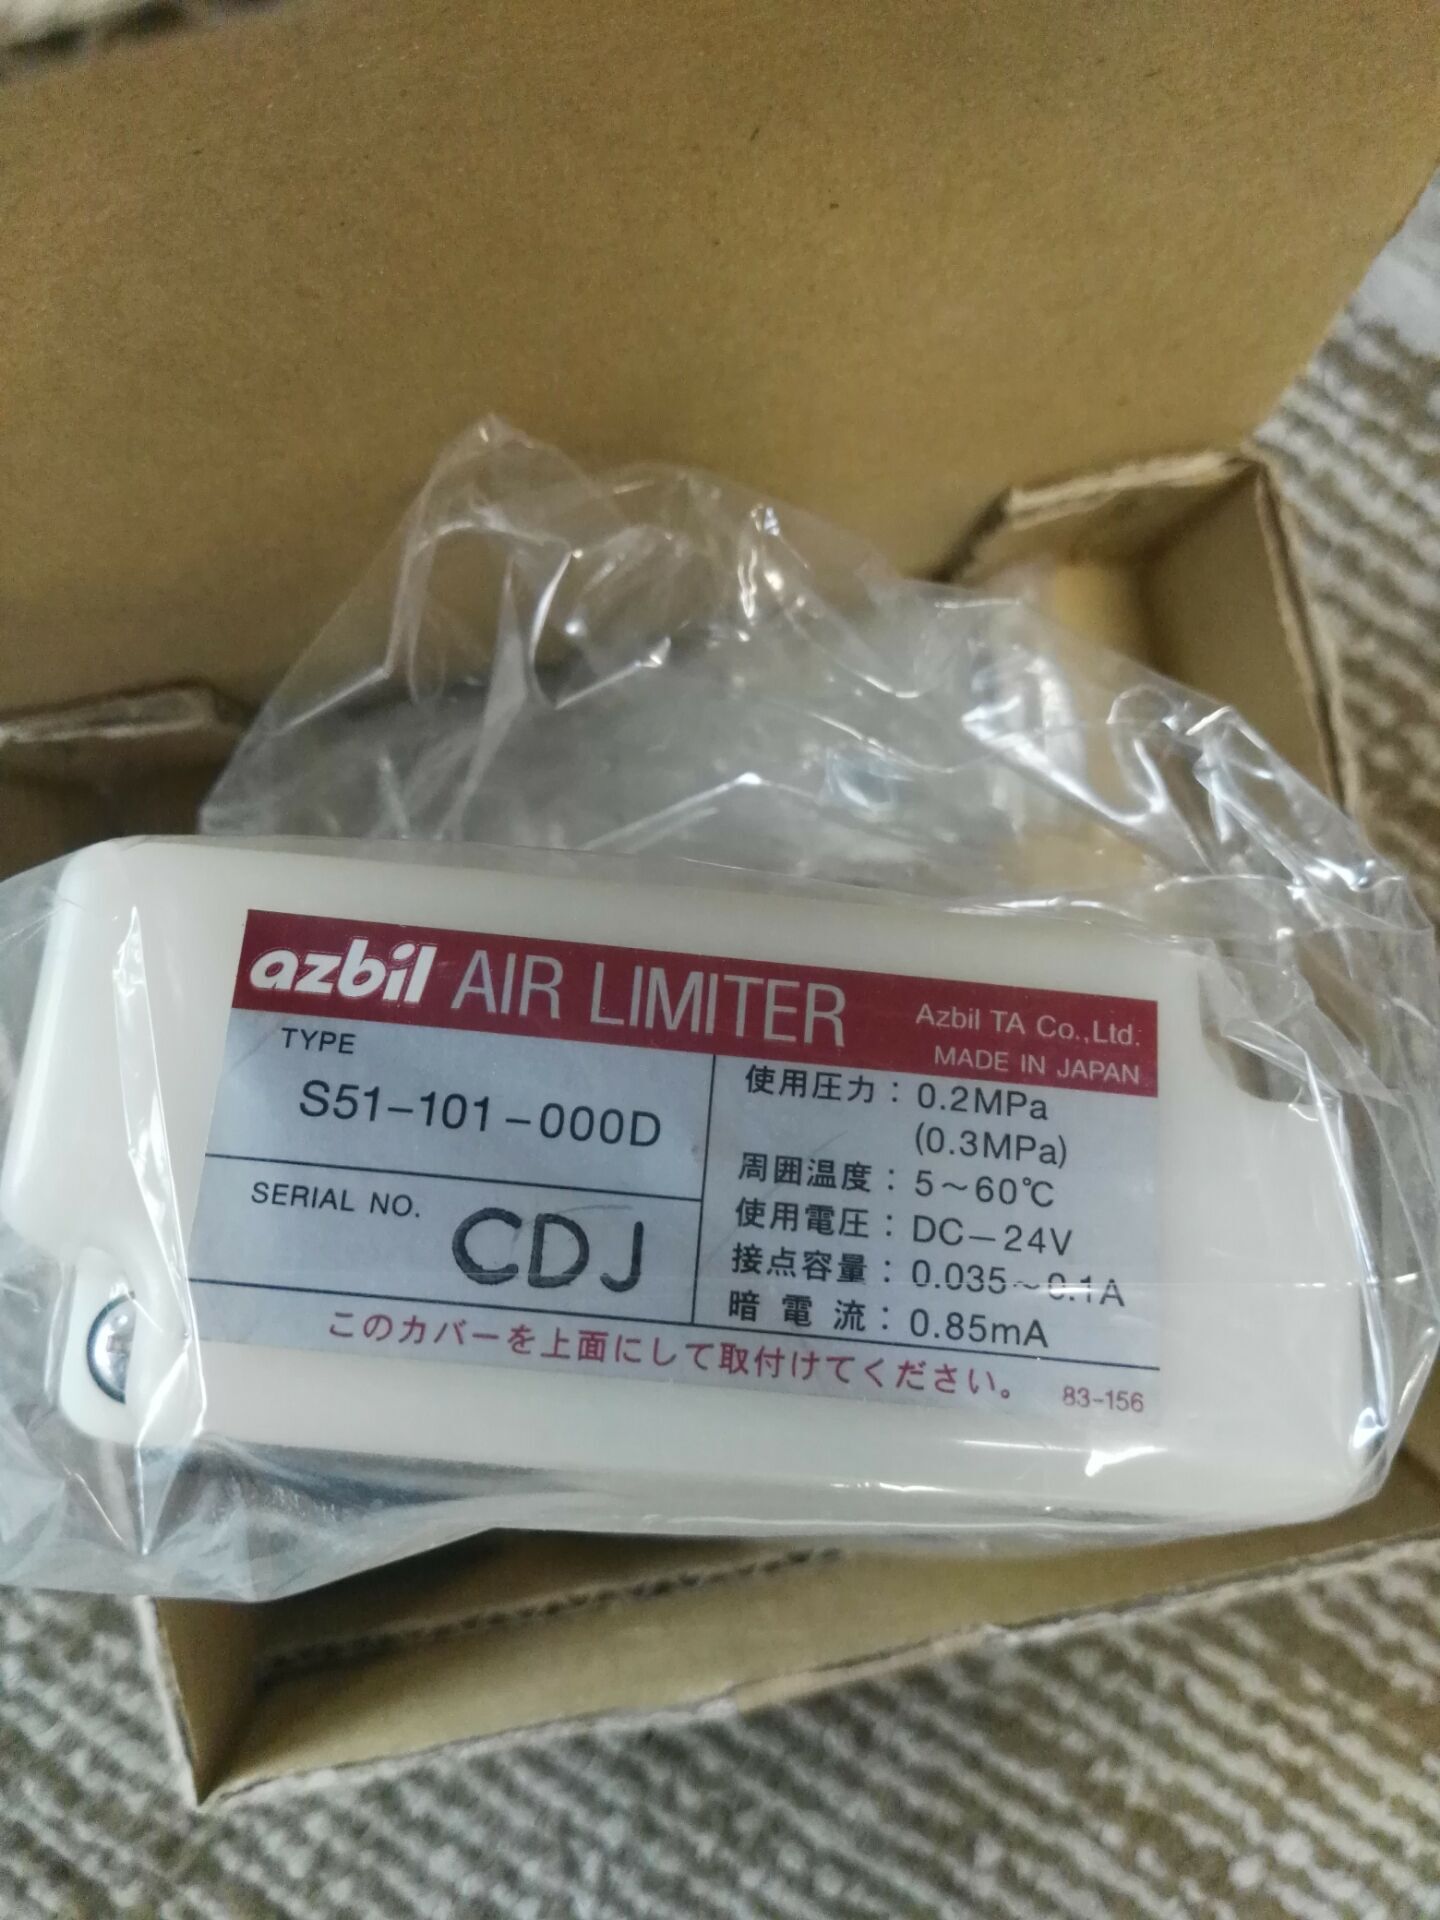 azbil AIR LIMITER
Azbil TA Co.,Ltd.
MADE IN JAPAN
TYPE
S51-101-000D
SERIAL NO.
CDJ
使用圧力：0.2MPa
(0.3MPa)
周囲温度：5～60℃
使用電圧：DC－24V
接点容量：0.035～0.1A
暗電流：0.85mA
このカバーを上面にして取付けてください。
83-156